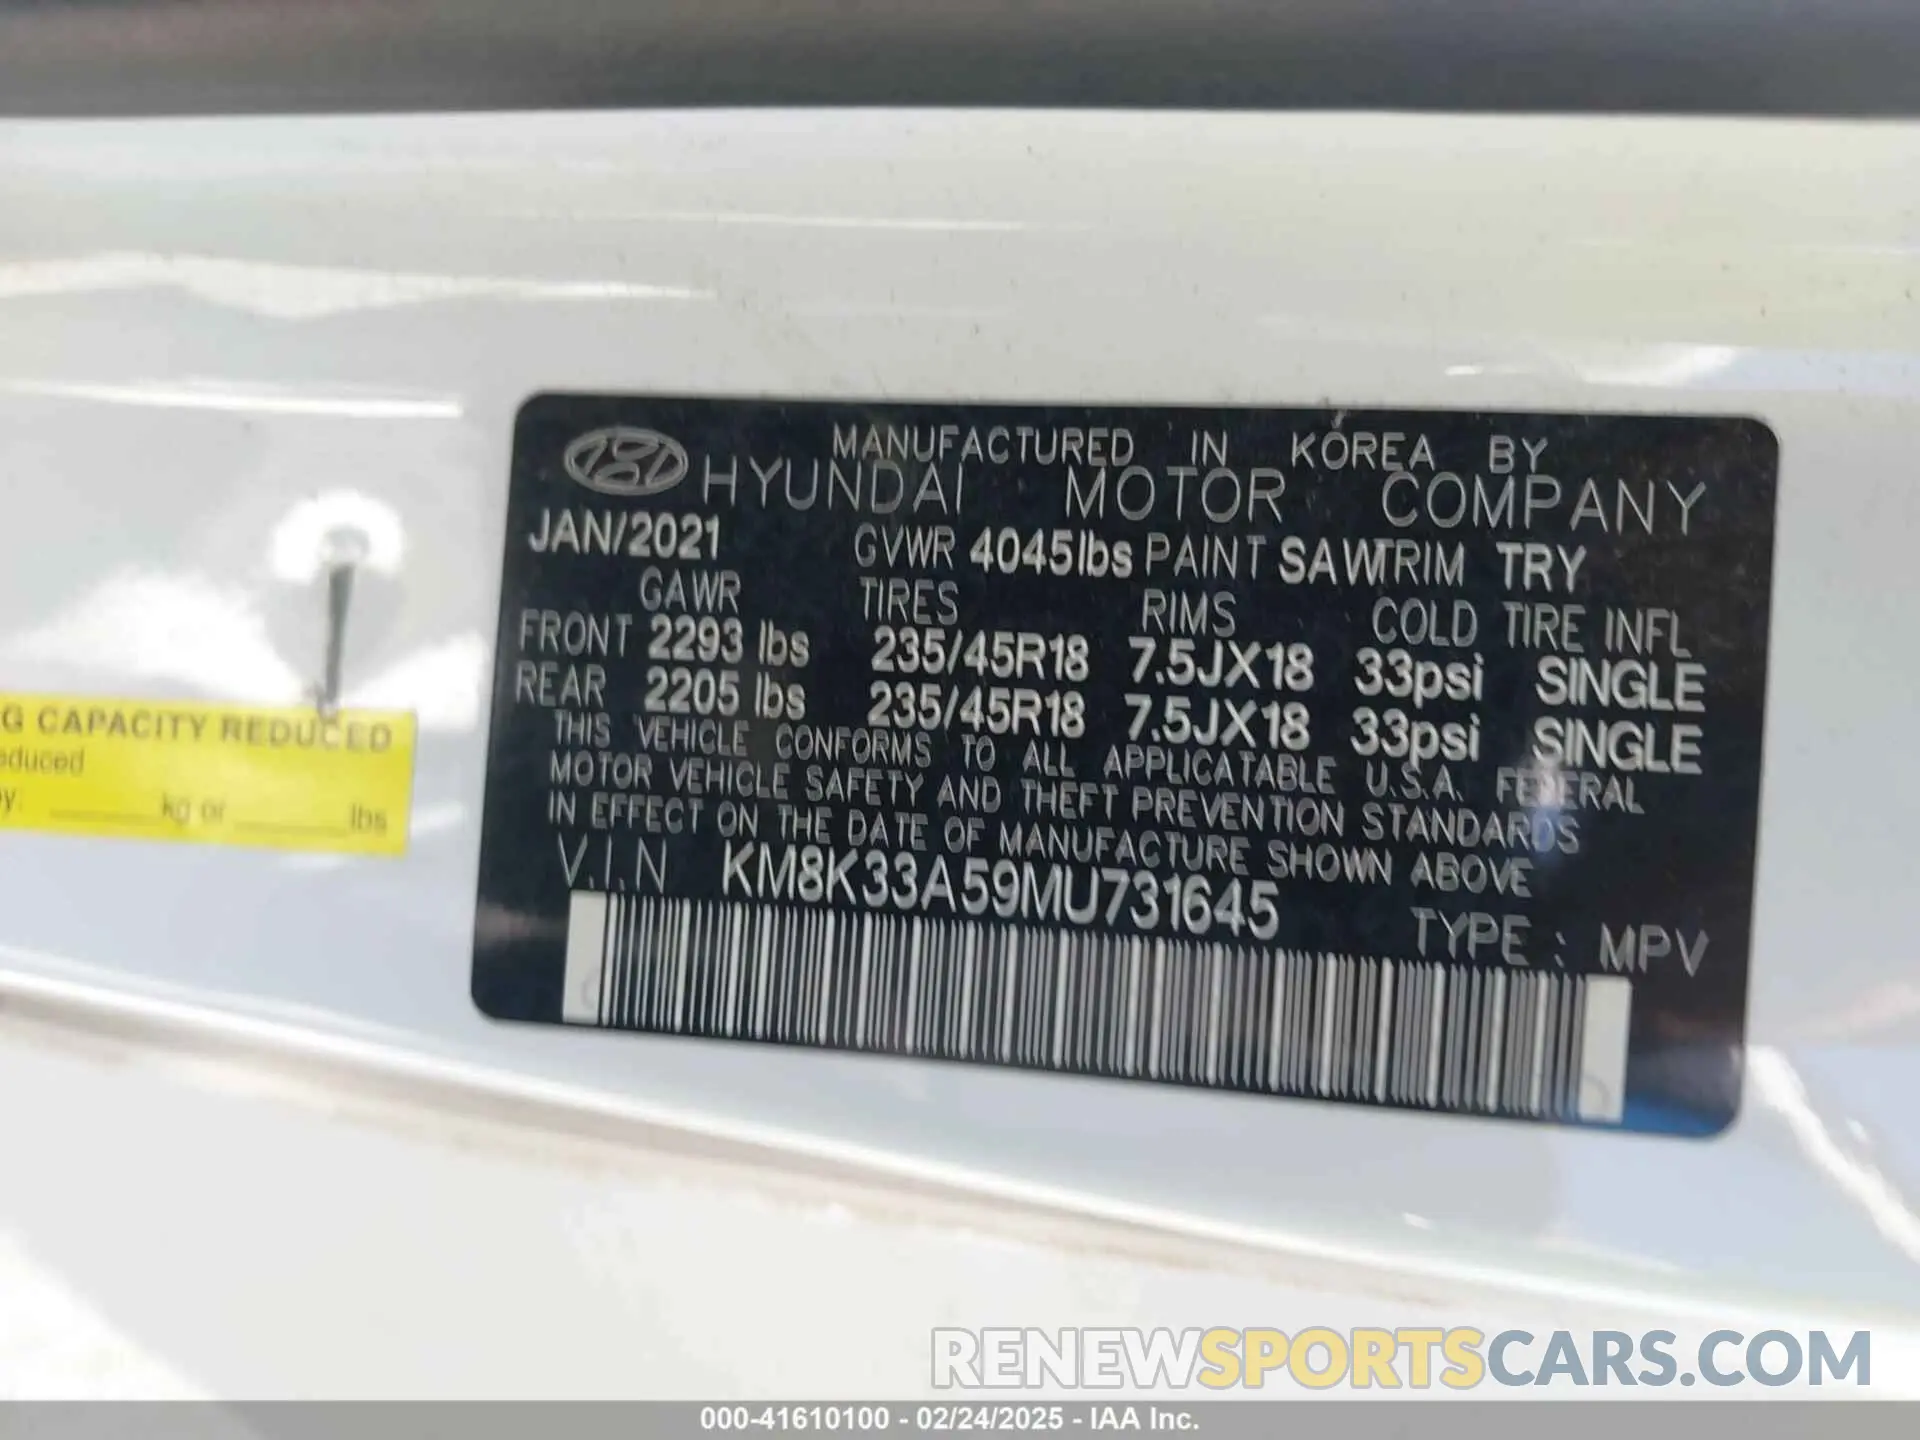 MANUFACTURED IN KOREA BY
HYUNDAI MOTOR COMPANY
JAN/2021 GVWR 4045lbs PAINT SAW TRIM TRY
GAWR TIRES RIMS COLD TIRE INFL
FRONT 2293 lbs 235/45R18 7.5JX18 33psi SINGLE
REAR 2205 lbs 235/45R18 7.5JX18 33psi SINGLE
THIS VEHICLE CONFORMS TO ALL APPLICATABLE U.S.A. FEDERAL
MOTOR VEHICLE SAFETY AND THEFT PREVENTION STANDARDS
IN EFFECT ON THE DATE OF MANUFACTURE SHOWN ABOVE
V.I.N KM8K33A59MU731645
TYPE : MPV
G CAPACITY REDUCED
educed
y: ______ kg or ______ lbs
RENEWSPORTSCARS.COM
000-41610100 - 02/24/2025 - IAA Inc.